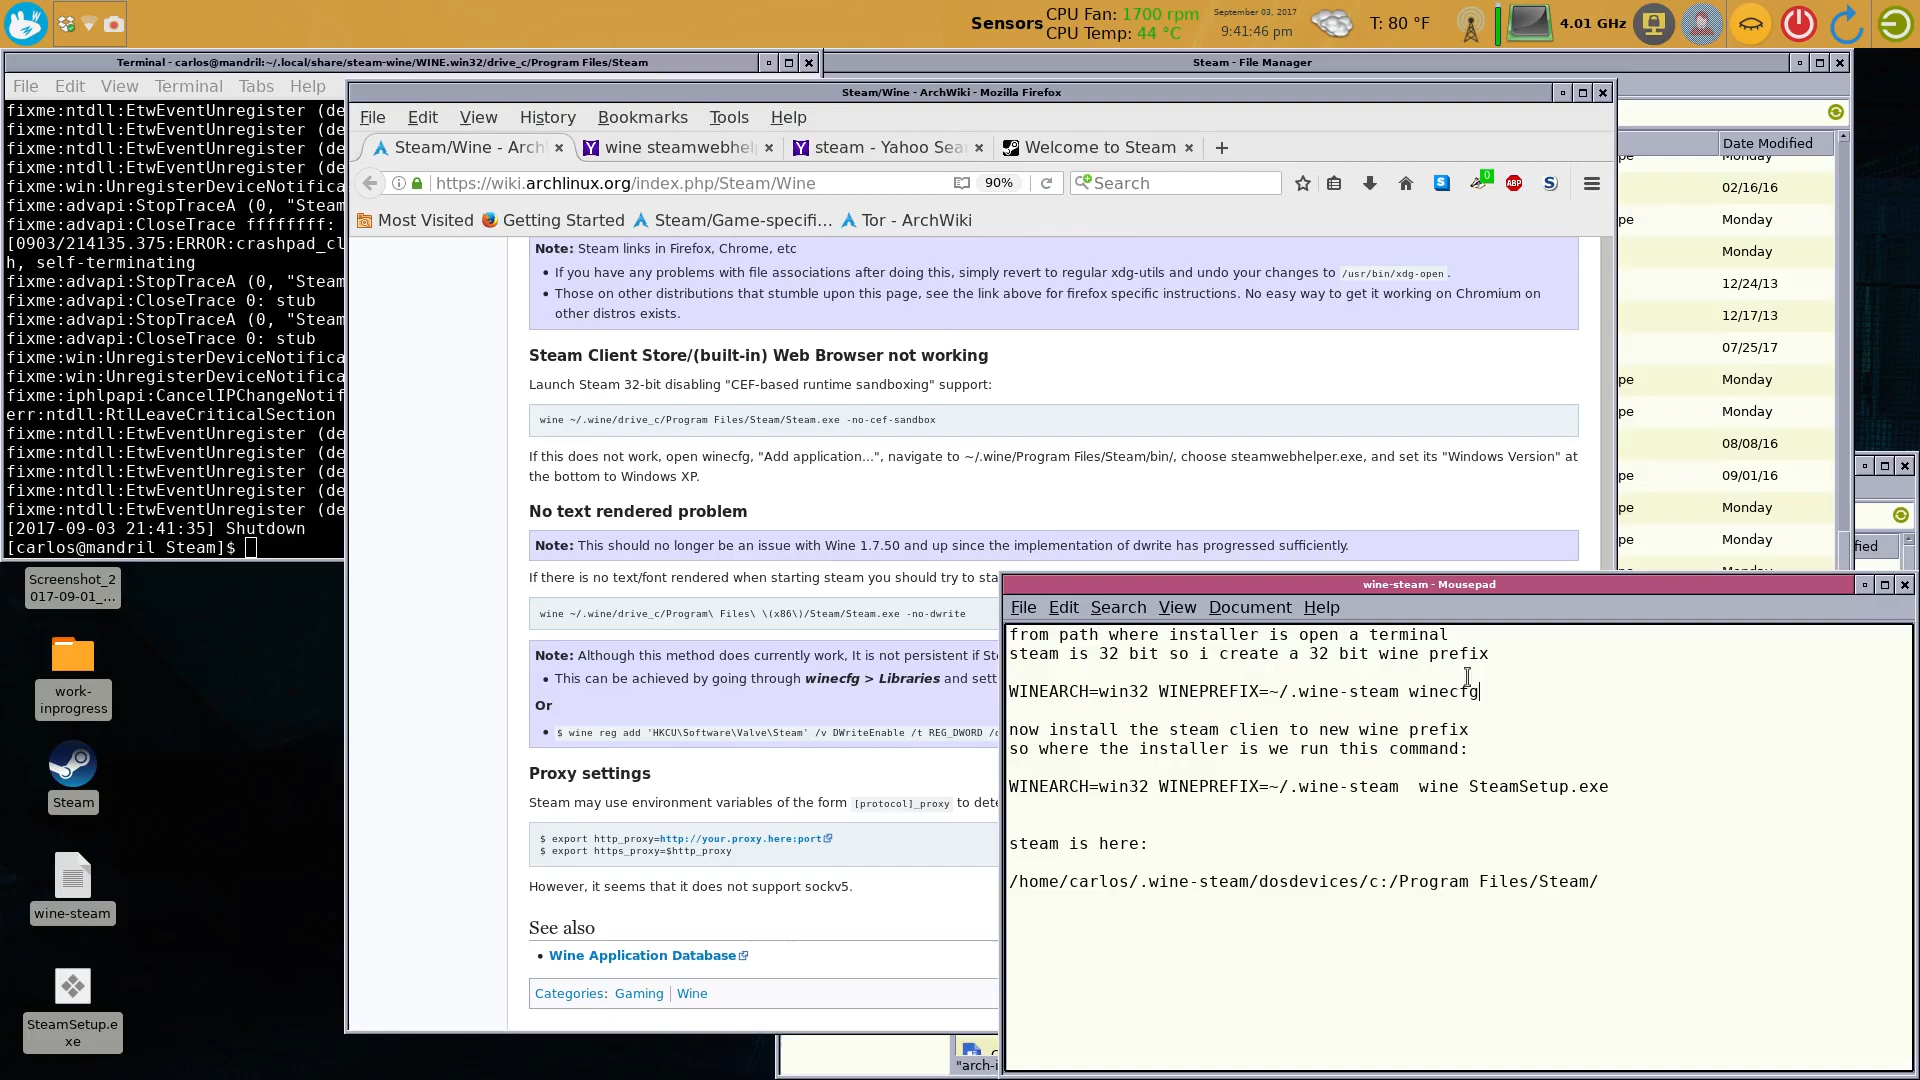 Sensors
CPU Fan: 1700 rpm
CPU Temp: 44 °C
September 03, 2017
9:41:46 pm
T: 80 °F
4.01 GHz
Terminal - carlos@mandril:~/.local/share/steam-wine/WINE.win32/drive_c/Program Files/Steam
File Edit View Terminal Tabs Help
fixme:ntdll:EtwEventUnregister (de
fixme:ntdll:EtwEventUnregister (de
fixme:ntdll:EtwEventUnregister (de
fixme:ntdll:EtwEventUnregister (de
fixme:win:UnregisterDeviceNotifica
fixme:advapi:StopTraceA (0, "Steam
fixme:advapi:CloseTrace ffffffff:
[0903/214135.375:ERROR:crashpad_cl
h, self-terminating
fixme:advapi:StopTraceA (0, "Steam
fixme:advapi:CloseTrace 0: stub
fixme:advapi:StopTraceA (0, "Steam
fixme:advapi:CloseTrace 0: stub
fixme:win:UnregisterDeviceNotifica
fixme:win:UnregisterDeviceNotifica
fixme:iphlpapi:CancelIPChangeNotif
err:ntdll:RtlLeaveCriticalSection
fixme:ntdll:EtwEventUnregister (de
fixme:ntdll:EtwEventUnregister (de
fixme:ntdll:EtwEventUnregister (de
fixme:ntdll:EtwEventUnregister (de
fixme:ntdll:EtwEventUnregister (de
[2017-09-03 21:41:35] Shutdown
[carlos@mandril Steam]$
Screenshot_2
017-09-01_...
work-
inprogress
Steam
wine-steam
SteamSetup.e
xe
Steam/Wine - ArchWiki - Mozilla Firefox
File Edit View History Bookmarks Tools Help
Steam/Wine - Arch
wine steamwebhel
steam - Yahoo Sea
Welcome to Steam
https://wiki.archlinux.org/index.php/Steam/Wine
90%
Search
0
ABP
Most Visited Getting Started Steam/Game-specifi... Tor - ArchWiki
Note: Steam links in Firefox, Chrome, etc
If you have any problems with file associations after doing this, simply revert to regular xdg-utils and undo your changes to /usr/bin/xdg-open.
Those on other distributions that stumble upon this page, see the link above for firefox specific instructions. No easy way to get it working on Chromium on
other distros exists.
Steam Client Store/(built-in) Web Browser not working
Launch Steam 32-bit disabling "CEF-based runtime sandboxing" support:
wine ~/.wine/drive_c/Program Files/Steam/Steam.exe -no-cef-sandbox
If this does not work, open winecfg, "Add application...", navigate to ~/.wine/Program Files/Steam/bin/, choose steamwebhelper.exe, and set its "Windows Version" at
the bottom to Windows XP.
No text rendered problem
Note: This should no longer be an issue with Wine 1.7.50 and up since the implementation of dwrite has progressed sufficiently.
If there is no text/font rendered when starting steam you should try to sta
wine ~/.wine/drive_c/Program\ Files\ \(x86\)/Steam/Steam.exe -no-dwrite
Note: Although this method does currently work, It is not persistent if Ste
This can be achieved by going through winecfg > Libraries and sett
Or
$ wine reg add 'HKCU\Software\Valve\Steam' /v DWriteEnable /t REG_DWORD /d
Proxy settings
Steam may use environment variables of the form [protocol]_proxy to dete
$ export http_proxy=http://your.proxy.here:port
$ export https_proxy=$http_proxy
However, it seems that it does not support sockv5.
See also
Wine Application Database
Categories: Gaming | Wine
Steam - File Manager
Date Modified
pe Monday
02/16/16
pe Monday
Monday
12/24/13
12/17/13
07/25/17
pe Monday
pe Monday
08/08/16
pe 09/01/16
pe Monday
pe Monday
fied
"arch-i
wine-steam - Mousepad
File Edit Search View Document Help
from path where installer is open a terminal
steam is 32 bit so i create a 32 bit wine prefix
WINEARCH=win32 WINEPREFIX=~/.wine-steam winecfg
now install the steam clien to new wine prefix
so where the installer is we run this command:
WINEARCH=win32 WINEPREFIX=~/.wine-steam  wine SteamSetup.exe
steam is here:
/home/carlos/.wine-steam/dosdevices/c:/Program Files/Steam/